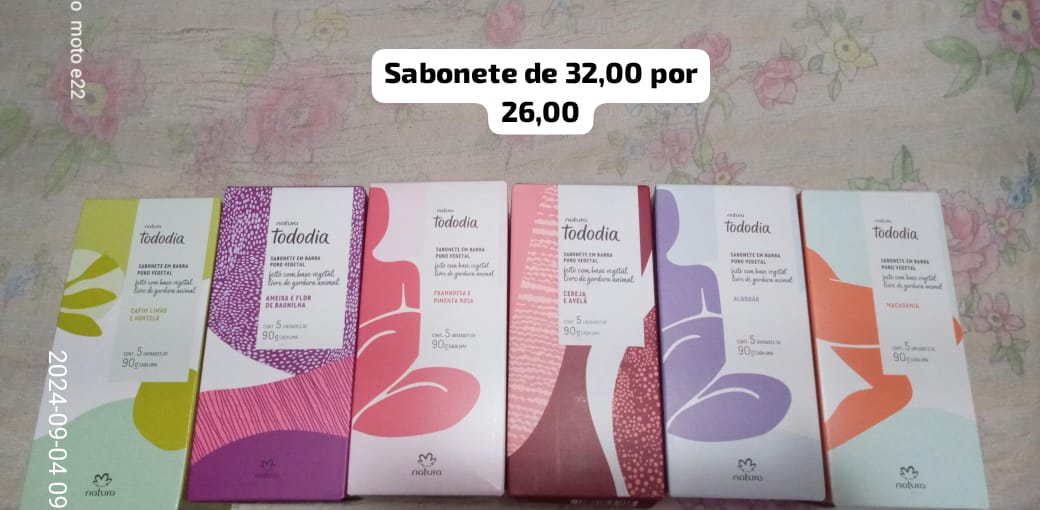 o moto e22
2024-09-04 09
Sabonete de 32,00 por
26,00
natura
Tododia
SABONETE EM BARRA
PURO VEGETAL
feito com base vegetal
livre de gordura animal
CAPIM LIMÃO
E HORTELÃ
CONT. 5 UNIDADES DE
90g CADA UMA
natura
natura
Tododia
SABONETE EM BARRA
PURO VEGETAL
feito com base vegetal
livre de gordura animal
AMEIXA E FLOR
DE BAUNILHA
CONT. 5 UNIDADES DE
90g CADA UMA
natura
natura
Tododia
SABONETE EM BARRA
PURO VEGETAL
feito com base vegetal
livre de gordura animal
FRAMBOESA E
PIMENTA ROSA
CONT. 5 UNIDADES DE
90g CADA UMA
natura
natura
Tododia
SABONETE EM BARRA
PURO VEGETAL
feito com base vegetal
livre de gordura animal
CEREJA
E AVELÃ
CONT. 5 UNIDADES DE
90g CADA UMA
natura
natura
Tododia
SABONETE EM BARRA
PURO VEGETAL
feito com base vegetal
livre de gordura animal
ALGODÃO
CONT. 5 UNIDADES DE
90g CADA UMA
natura
natura
Tododia
SABONETE EM BARRA
PURO VEGETAL
feito com base vegetal
livre de gordura animal
MACADÂMIA
CONT. 5 UNIDADES DE
90g CADA UMA
natura